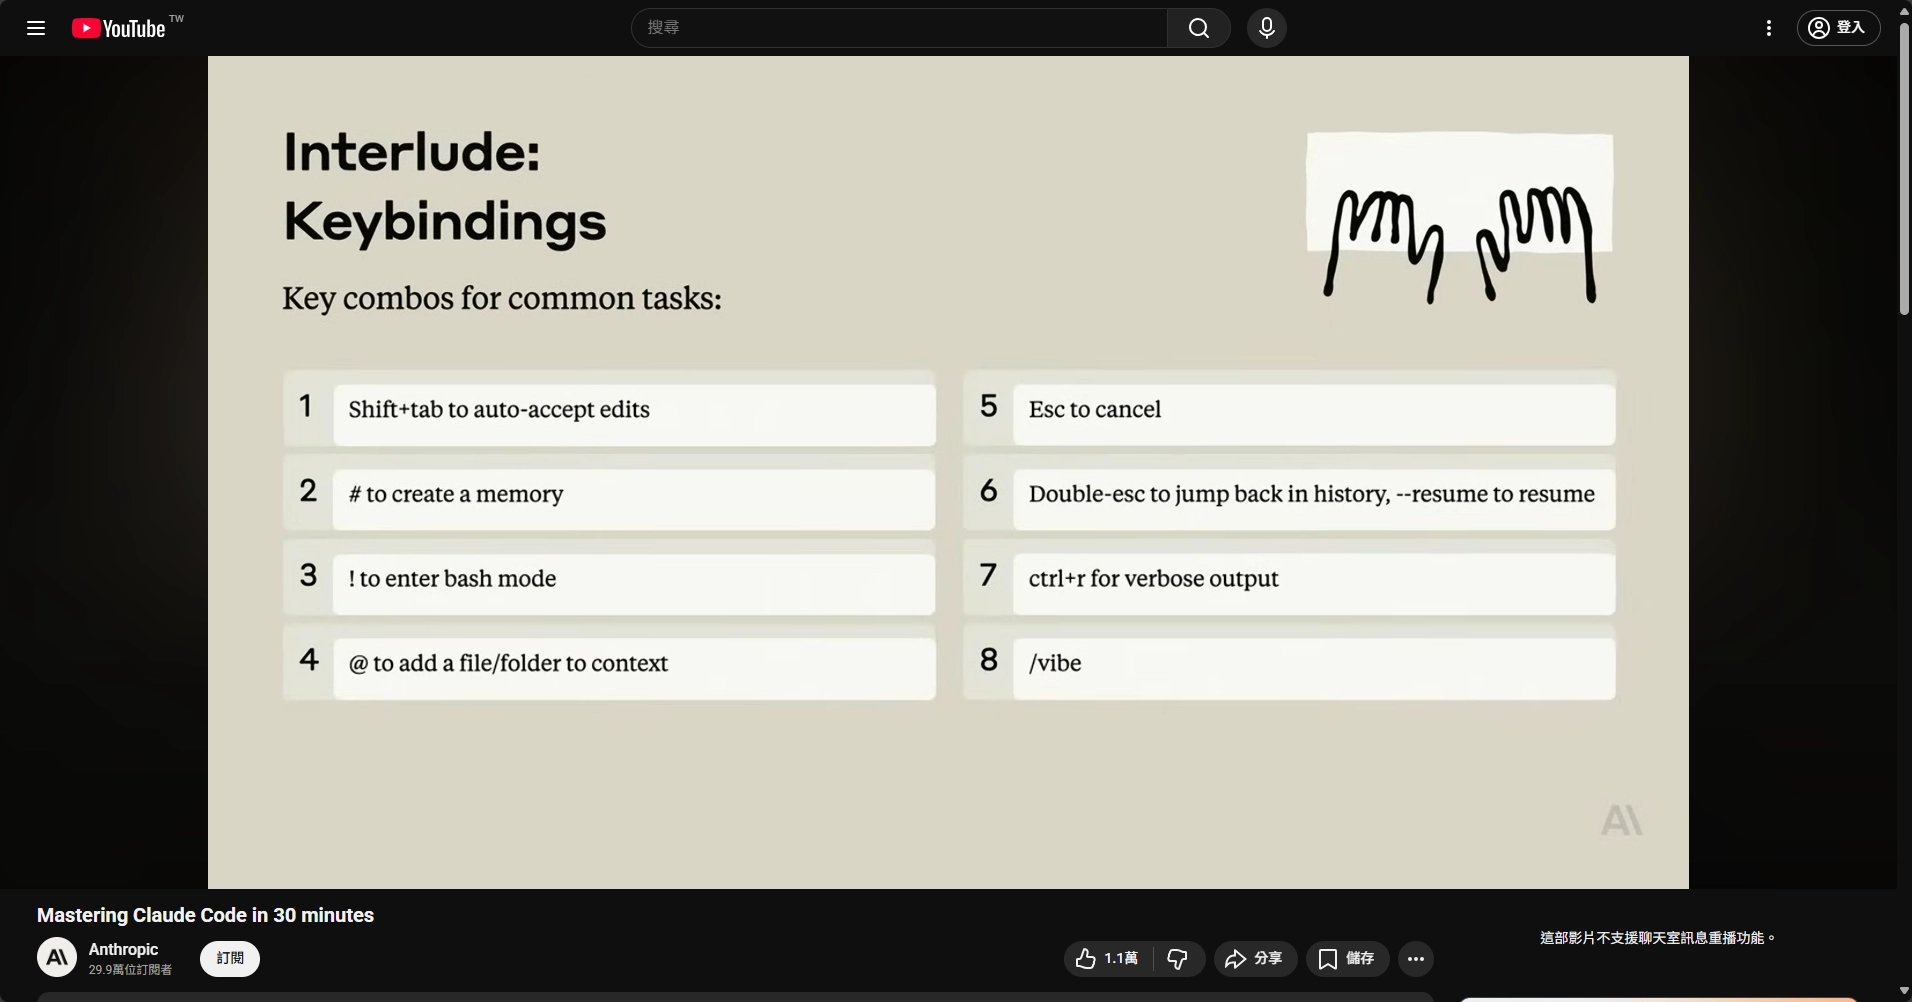 YouTube TW
搜尋
登入
Interlude:
Keybindings
Key combos for common tasks:
1 Shift+tab to auto-accept edits
2 # to create a memory
3 ! to enter bash mode
4 @ to add a file/folder to context
5 Esc to cancel
6 Double-esc to jump back in history, --resume to resume
7 ctrl+r for verbose output
8 /vibe
A\
Mastering Claude Code in 30 minutes
A\
Anthropic
29.9萬位訂閱者
訂閱
1.1萬
分享
儲存
這部影片不支援聊天室訊息重播功能。